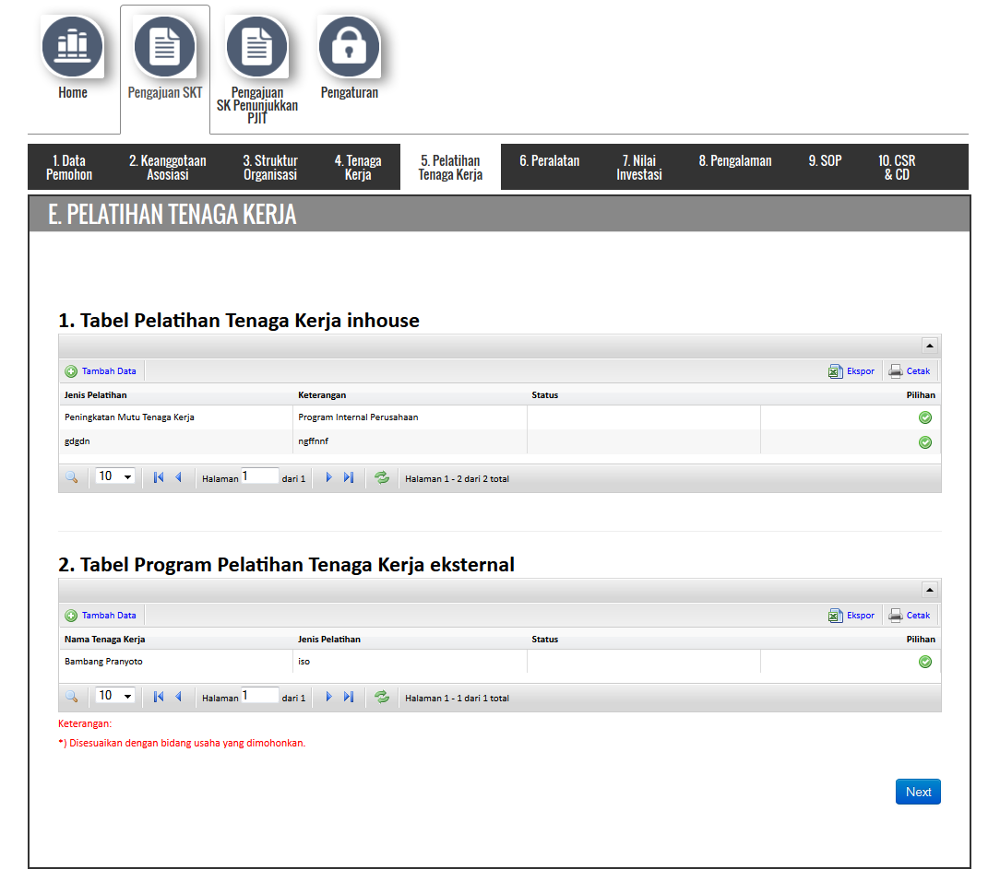 Home
Pengajuan SKT
Pengajuan
SK Penunjukkan
PJIT
Pengaturan
1. Data
Pemohon
2. Keanggotaan
Asosiasi
3. Struktur
Organisasi
4. Tenaga
Kerja
5. Pelatihan
Tenaga Kerja
6. Peralatan
7. Nilai
Investasi
8. Pengalaman
9. SOP
10. CSR
& CD
E. PELATIHAN TENAGA KERJA
1. Tabel Pelatihan Tenaga Kerja inhouse
Tambah Data Ekspor Cetak
Jenis Pelatihan Keterangan Status Pilihan
Peningkatan Mutu Tenaga Kerja Program Internal Perusahaan
gdgdn ngffnnf
10 Halaman 1 dari 1 Halaman 1 - 2 dari 2 total
2. Tabel Program Pelatihan Tenaga Kerja eksternal
Tambah Data Ekspor Cetak
Nama Tenaga Kerja Jenis Pelatihan Status Pilihan
Bambang Pranyoto iso
10 Halaman 1 dari 1 Halaman 1 - 1 dari 1 total
Keterangan:
*) Disesuaikan dengan bidang usaha yang dimohonkan.
Next